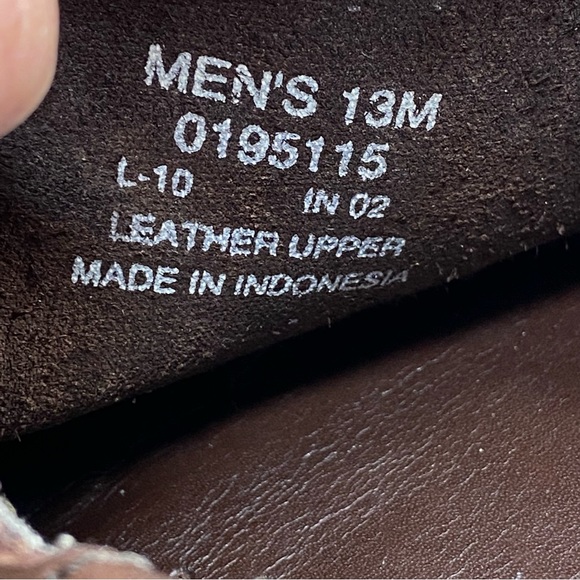 MEN'S 13M
0195115
L-10 IN 02
LEATHER UPPER
MADE IN INDONESIA